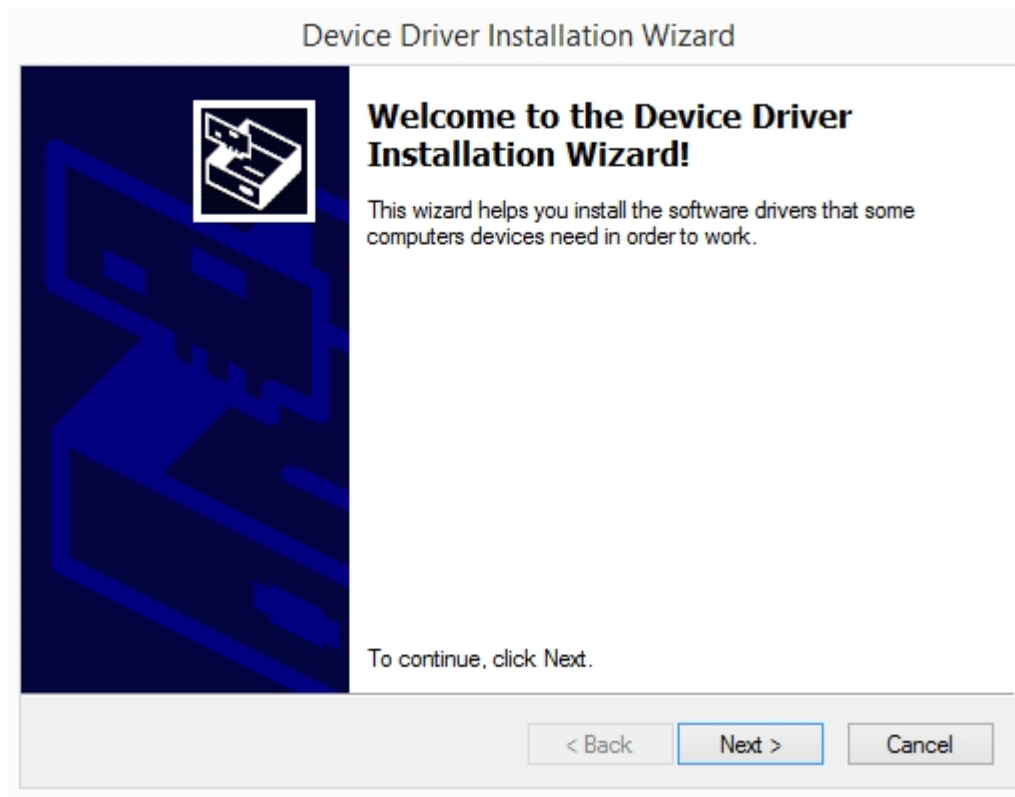 Device Driver Installation Wizard
Welcome to the Device Driver
Installation Wizard!
This wizard helps you install the software drivers that some
computers devices need in order to work.
To continue, click Next.
< Back
Next >
Cancel